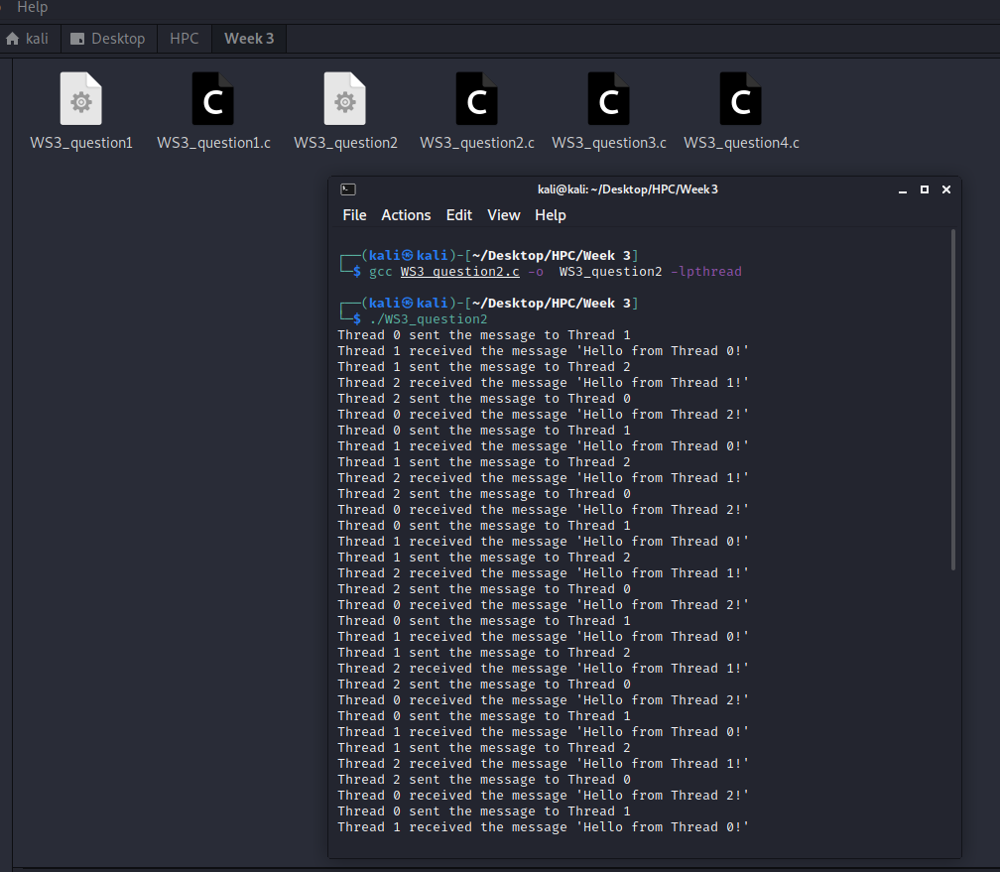 Help
kali Desktop HPC Week 3
C C C C
WS3_question1 WS3_question1.c WS3_question2 WS3_question2.c WS3_question3.c WS3_question4.c
kali@kali: ~/Desktop/HPC/Week 3
File Actions Edit View Help
┌──(kali㉿kali)-[~/Desktop/HPC/Week 3]
└─$ gcc WS3_question2.c -o  WS3_question2 -lpthread
┌──(kali㉿kali)-[~/Desktop/HPC/Week 3]
└─$ ./WS3_question2
Thread 0 sent the message to Thread 1
Thread 1 received the message 'Hello from Thread 0!'
Thread 1 sent the message to Thread 2
Thread 2 received the message 'Hello from Thread 1!'
Thread 2 sent the message to Thread 0
Thread 0 received the message 'Hello from Thread 2!'
Thread 0 sent the message to Thread 1
Thread 1 received the message 'Hello from Thread 0!'
Thread 1 sent the message to Thread 2
Thread 2 received the message 'Hello from Thread 1!'
Thread 2 sent the message to Thread 0
Thread 0 received the message 'Hello from Thread 2!'
Thread 0 sent the message to Thread 1
Thread 1 received the message 'Hello from Thread 0!'
Thread 1 sent the message to Thread 2
Thread 2 received the message 'Hello from Thread 1!'
Thread 2 sent the message to Thread 0
Thread 0 received the message 'Hello from Thread 2!'
Thread 0 sent the message to Thread 1
Thread 1 received the message 'Hello from Thread 0!'
Thread 1 sent the message to Thread 2
Thread 2 received the message 'Hello from Thread 1!'
Thread 2 sent the message to Thread 0
Thread 0 received the message 'Hello from Thread 2!'
Thread 0 sent the message to Thread 1
Thread 1 received the message 'Hello from Thread 0!'
Thread 1 sent the message to Thread 2
Thread 2 received the message 'Hello from Thread 1!'
Thread 2 sent the message to Thread 0
Thread 0 received the message 'Hello from Thread 2!'
Thread 0 sent the message to Thread 1
Thread 1 received the message 'Hello from Thread 0!'